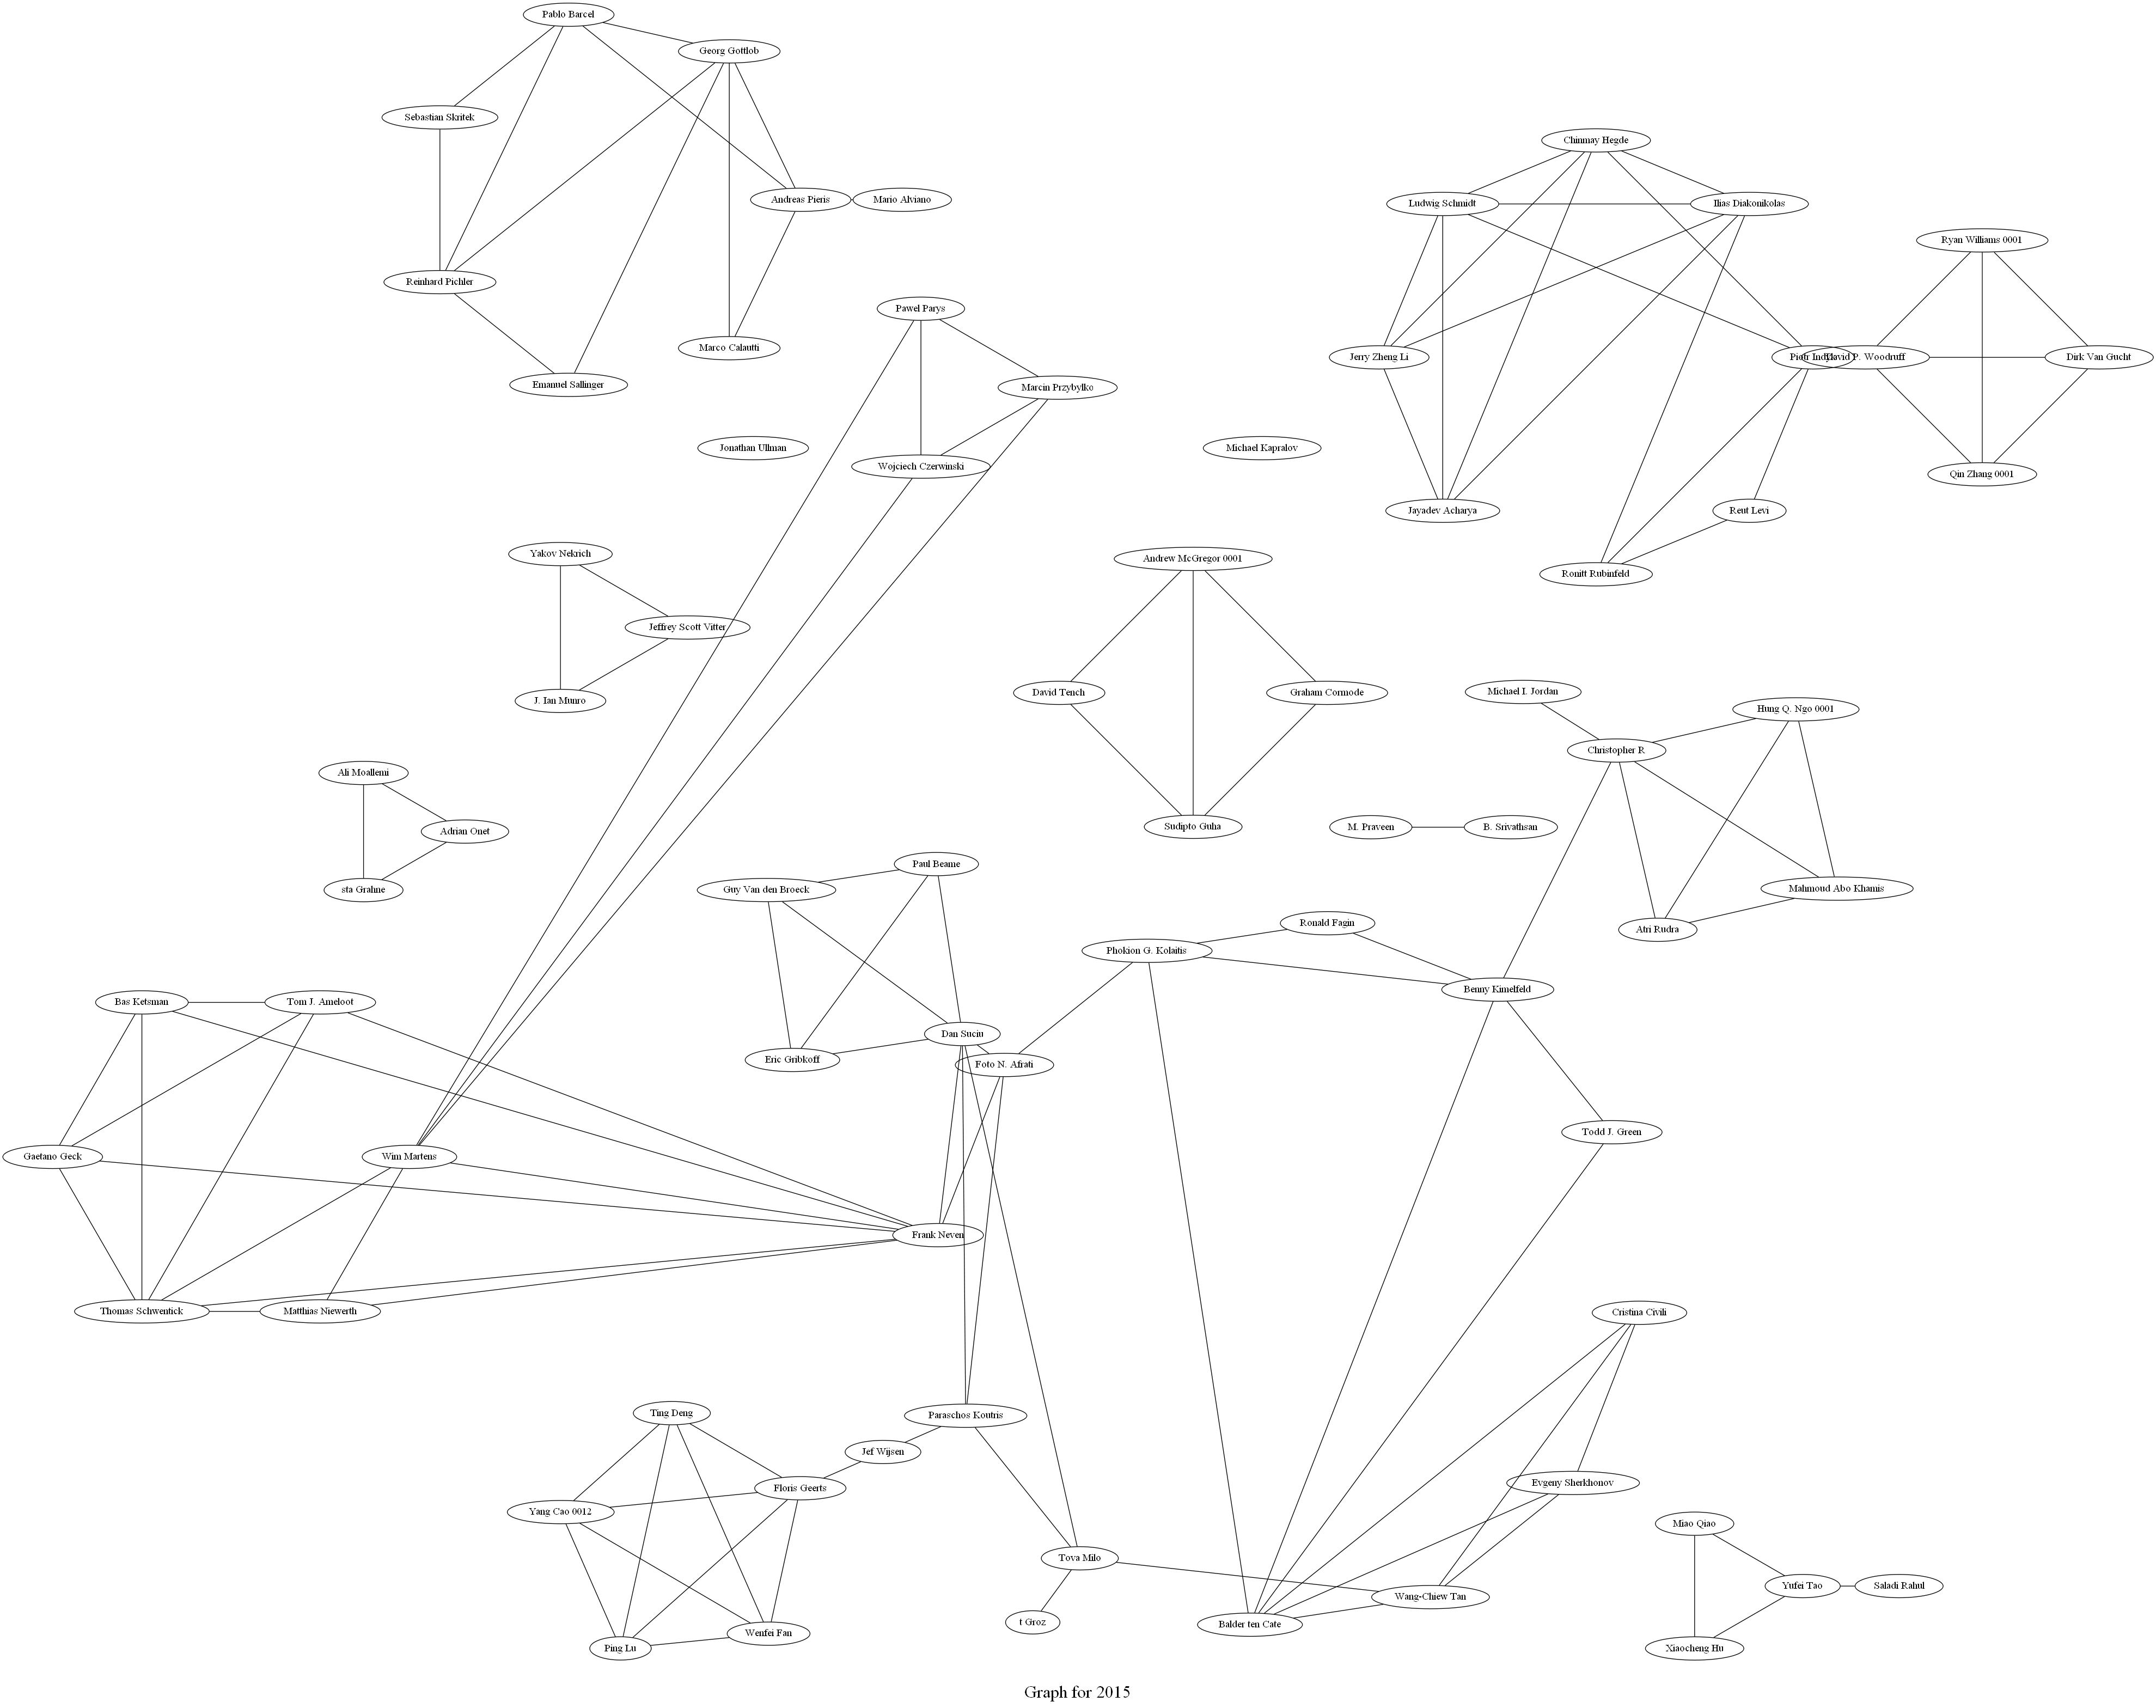 Pablo Barcel
Georg Gottlob
Sebastian Skritek
Chinmay Hegde
Andreas Pieris
Mario Alviano
Ludwig Schmidt
Ilias Diakonikolas
Ryan Williams 0001
Reinhard Pichler
Pawel Parys
Marco Calautti
Jerry Zheng Li
Piotr Indyk
David P. Woodruff
Dirk Van Gucht
Emanuel Sallinger
Marcin Przybylko
Jonathan Ullman
Michael Kapralov
Wojciech Czerwinski
Qin Zhang 0001
Jayadev Acharya
Reut Levi
Yakov Nekrich
Andrew McGregor 0001
Ronitt Rubinfeld
Jeffrey Scott Vitter
J. Ian Munro
David Tench
Graham Cormode
Michael I. Jordan
Hung Q. Ngo 0001
Christopher R
Ali Moallemi
Adrian Onet
Sudipto Guha
M. Praveen
B. Srivathsan
sta Grahne
Paul Beame
Guy Van den Broeck
Mahmoud Abo Khamis
Ronald Fagin
Atri Rudra
Phokion G. Kolaitis
Benny Kimelfeld
Bas Ketsman
Tom J. Ameloot
Dan Suciu
Eric Gribkoff
Foto N. Afrati
Todd J. Green
Gaetano Geck
Wim Martens
Frank Neven
Thomas Schwentick
Matthias Niewerth
Cristina Civili
Ting Deng
Paraschos Koutris
Jef Wijsen
Floris Geerts
Evgeny Sherkhonov
Yang Cao 0012
Miao Qiao
Tova Milo
Yufei Tao
Saladi Rahul
Wang-Chiew Tan
t Groz
Balder ten Cate
Wenfei Fan
Ping Lu
Xiaocheng Hu
Graph for 2015